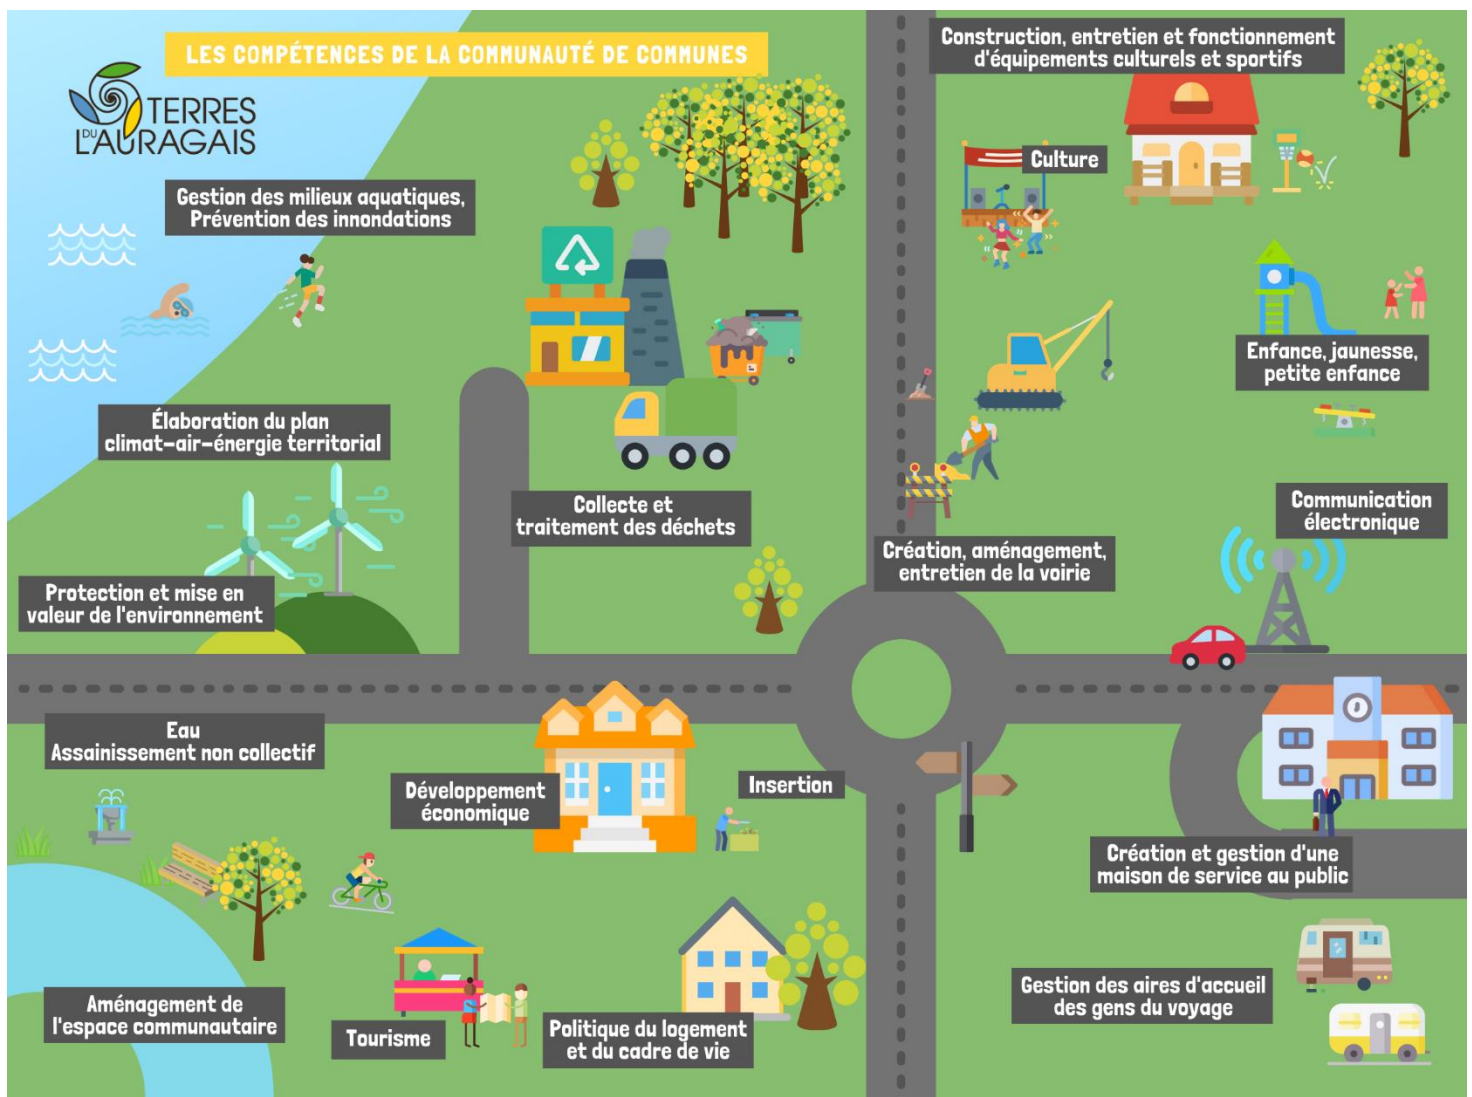 LES COMPÉTENCES DE LA COMMUNAUTÉ DE COMMUNES
TERRES
DU
L'AURAGAIS
Construction, entretien et fonctionnement
d'équipements culturels et sportifs
Culture
Gestion des milieux aquatiques,
Prévention des innondations
Enfance, jaunesse,
petite enfance
Élaboration du plan
climat-air-énergie territorial
Collecte et
traitement des déchets
Communication
électronique
Création, aménagement,
entretien de la voirie
Protection et mise en
valeur de l'environnement
Eau
Assainissement non collectif
Développement
économique
Insertion
Création et gestion d'une
maison de service au public
Aménagement de
l'espace communautaire
Tourisme
Politique du logement
et du cadre de vie
Gestion des aires d'accueil
des gens du voyage